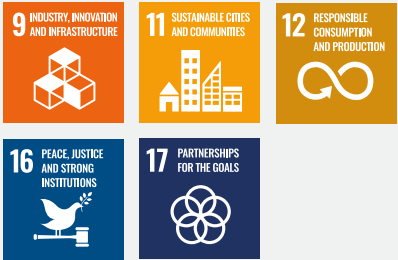 9 INDUSTRY, INNOVATION
AND INFRASTRUCTURE
11 SUSTAINABLE CITIES
AND COMMUNITIES
12 RESPONSIBLE
CONSUMPTION
AND PRODUCTION
16 PEACE, JUSTICE
AND STRONG
INSTITUTIONS
17 PARTNERSHIPS
FOR THE GOALS